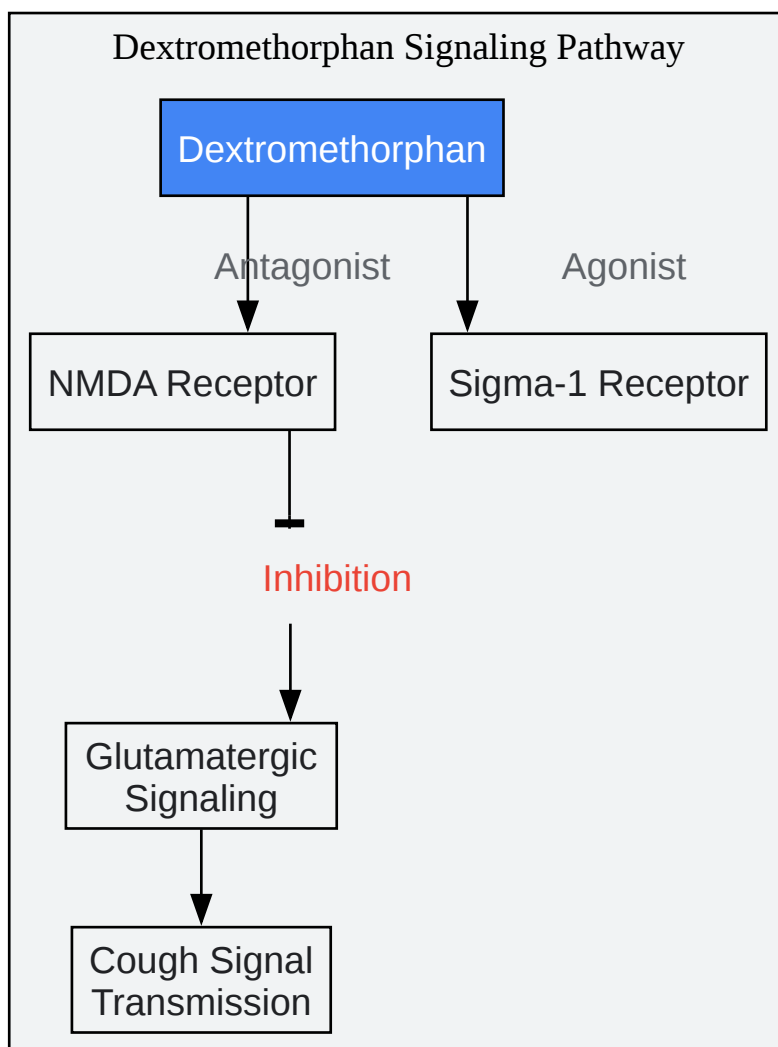 Dextromethorphan Signaling Pathway
Dextromethorphan
Antagonist
Agonist
NMDA Receptor
Sigma-1 Receptor
Inhibition
Glutamatergic
Signaling
Cough Signal
Transmission